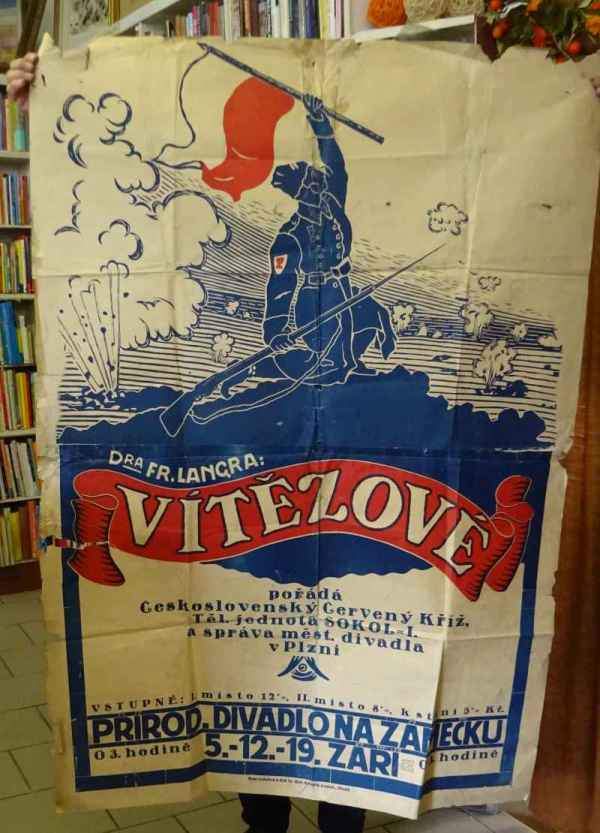 DRA FR. LANGRA:
VÍTĚZOVÉ
pořádá
Československý Červený Kříž,
Těl. jednota SOKOL-I.
a správa měst. divadla
v Plzni
VSTUPNÉ: I. místo 12'-, II. místo 8'-, k stání 5'- Kč.
PŘÍROD. DIVADLO NA ZÁMEČKU
O 3. hodině 5.-12.-19. ZÁŘÍ hodině